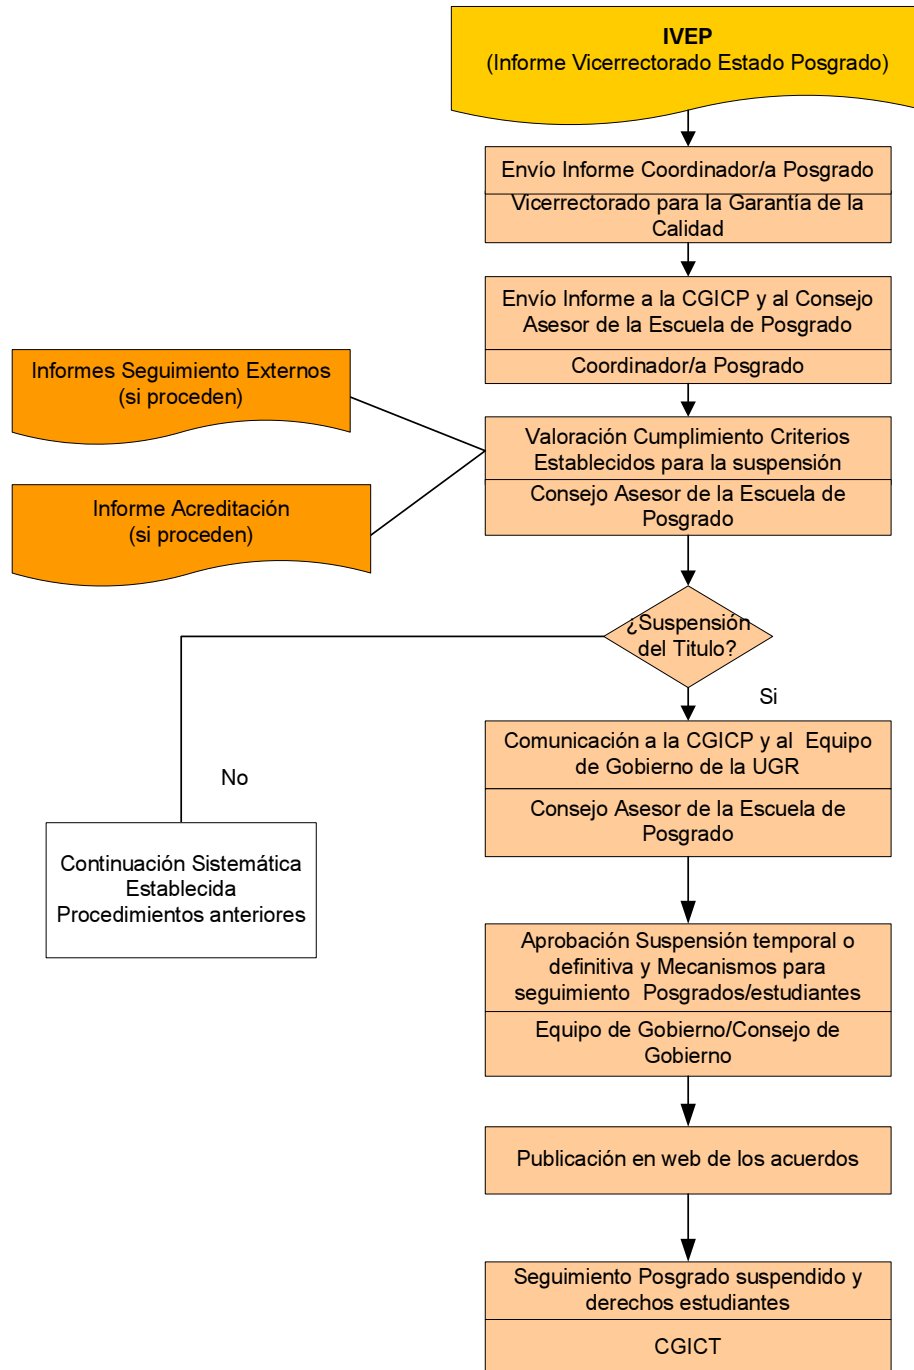 IVEP
(Informe Vicerrectorado Estado Posgrado)
Envío Informe Coordinador/a Posgrado
Vicerrectorado para la Garantía de la
Calidad
Envío Informe a la CGICP y al Consejo
Asesor de la Escuela de Posgrado
Coordinador/a Posgrado
Informes Seguimiento Externos
(si proceden)
Valoración Cumplimiento Criterios
Establecidos para la suspensión
Consejo Asesor de la Escuela de
Posgrado
Informe Acreditación
(si proceden)
¿Suspensión
del Titulo?
Si
No
Comunicación a la CGICP y al  Equipo
de Gobierno de la UGR
Consejo Asesor de la Escuela de
Posgrado
Continuación Sistemática
Establecida
Procedimientos anteriores
Aprobación Suspensión temporal o
definitiva y Mecanismos para
seguimiento  Posgrados/estudiantes
Equipo de Gobierno/Consejo de
Gobierno
Publicación en web de los acuerdos
Seguimiento Posgrado suspendido y
derechos estudiantes
CGICT